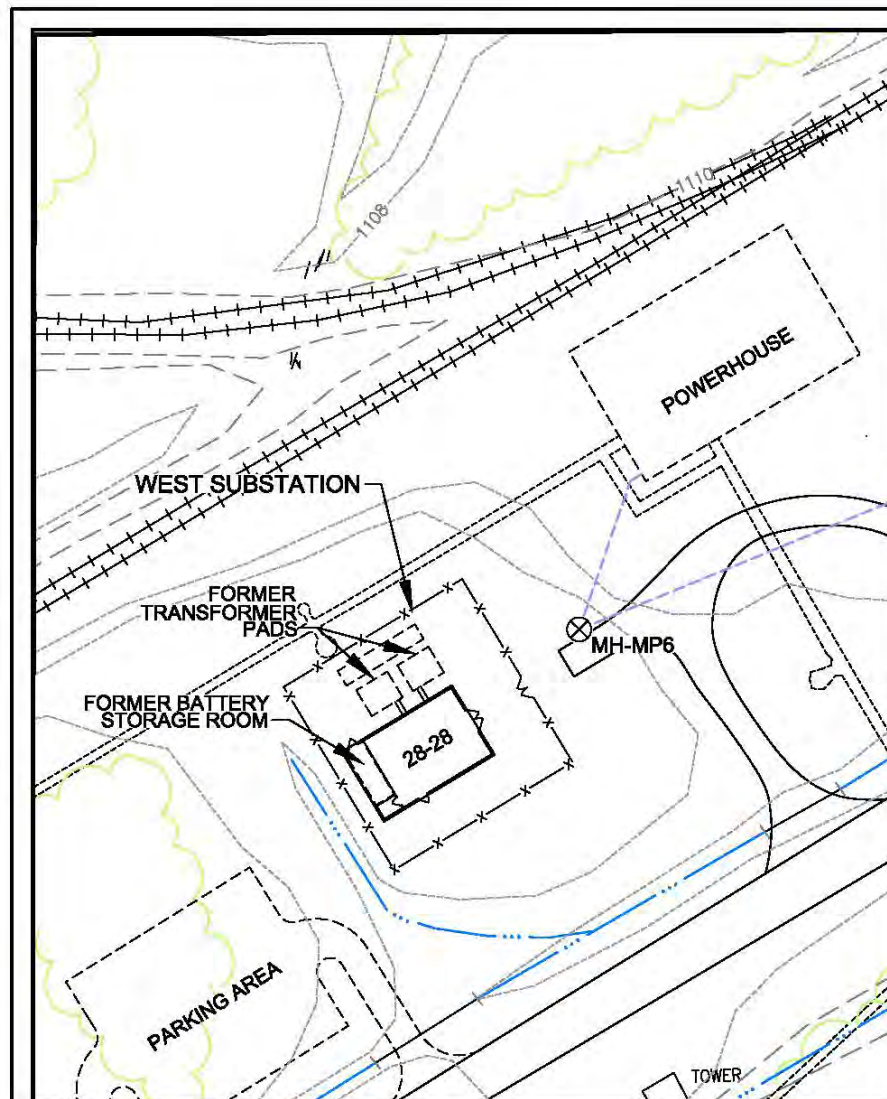 1110
1108
POWERHOUSE
WEST SUBSTATION
FORMER
TRANSFORMER
PADS
MH-MP6
FORMER BATTERY
STORAGE ROOM
28-28
PARKING AREA
TOWER